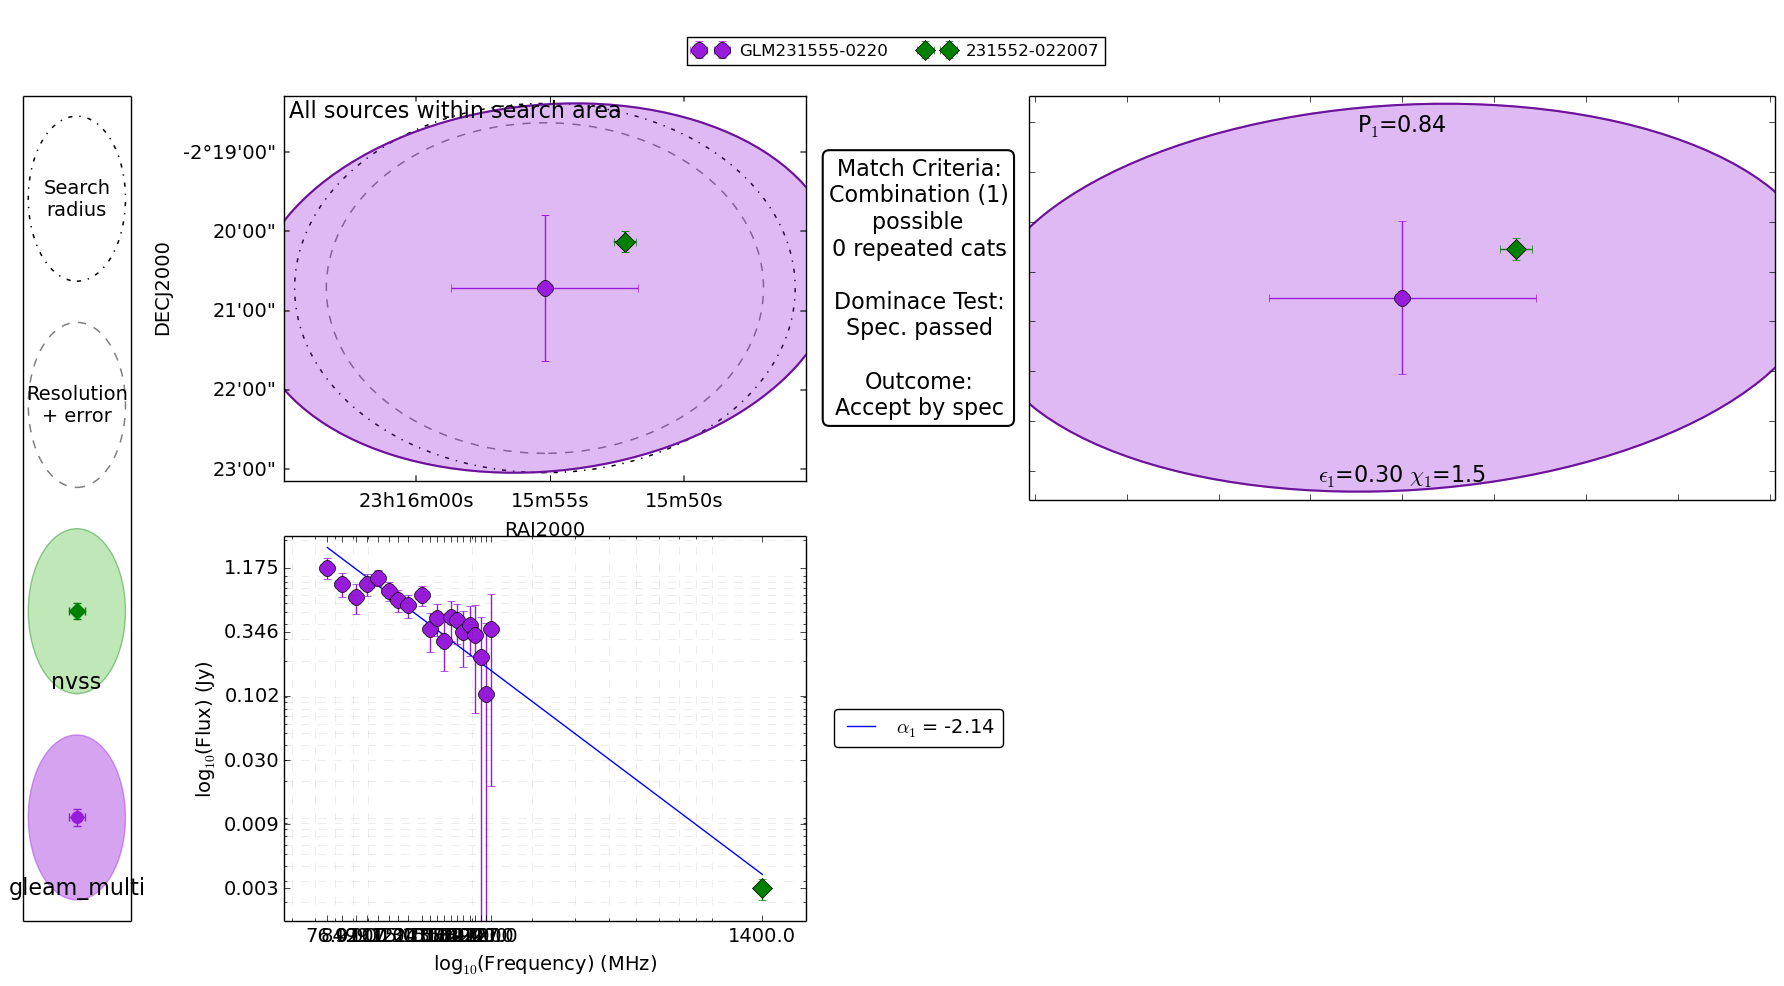 GLM231555-0220 231552-022007
Search
radius
Resolution
+ error
nvss
gleam_multi
All sources within search area
DECJ2000
-2°19'00"
20'00"
21'00"
22'00"
23'00"
23h16m00s 15m55s 15m50s
RAJ2000
Match Criteria:
Combination (1)
possible
0 repeated cats
Dominace Test:
Spec. passed
Outcome:
Accept by spec
P₁=0.84
ϵ₁=0.30 χ₁=1.5
log₁₀(Flux) (Jy)
1.175
0.346
0.102
0.030
0.009
0.003
1400.0
log₁₀(Frequency) (MHz)
α₁ = -2.14